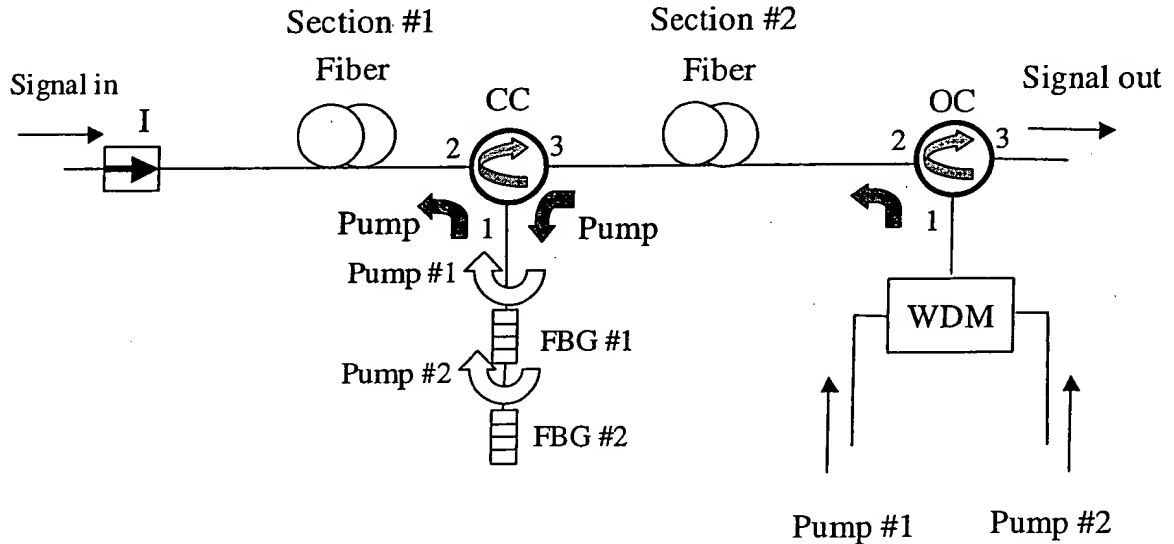 Section #1
Fiber
Section #2
Fiber
Signal in
Signal out
I
CC
OC
2
3
2
3
Pump
1
Pump
1
Pump #1
FBG #1
Pump #2
FBG #2
WDM
Pump #1
Pump #2